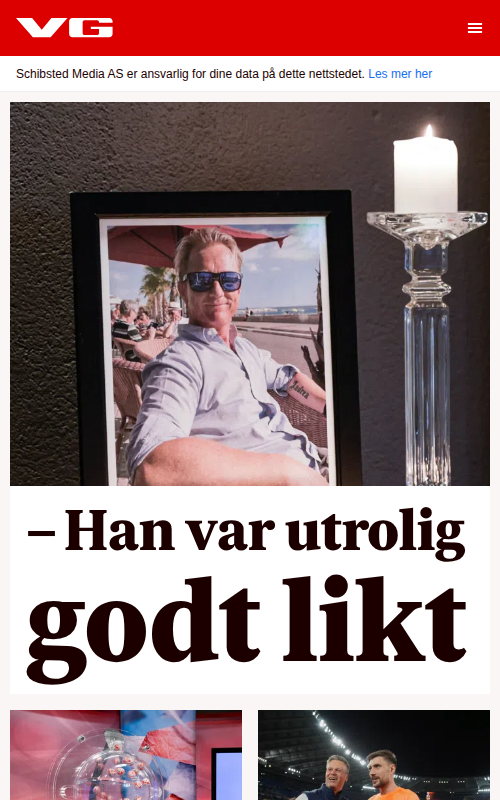 VG
Schibsted Media AS er ansvarlig for dine data på dette nettstedet. Les mer
– Han var utrolig
godt likt